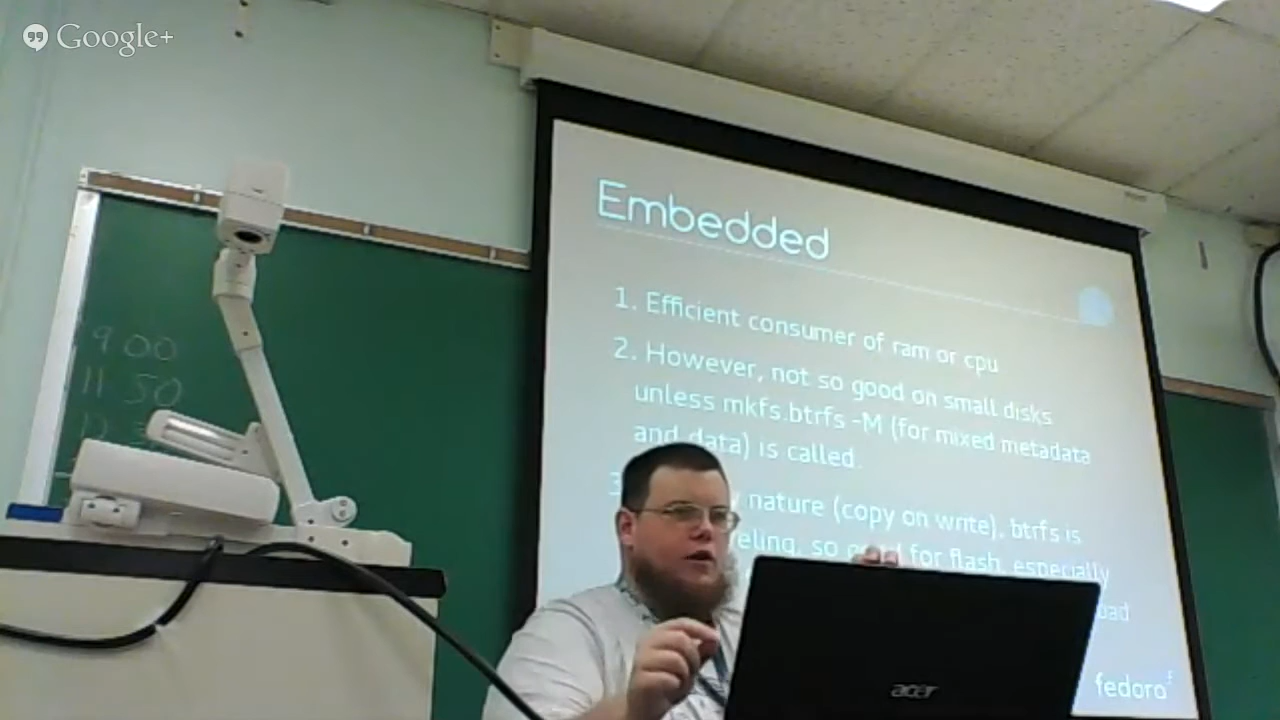 Google+
Embedded
1. Efficient consumer of ram or cpu
2. However, not so good on small disks
unless mkfs.btrfs -M (for mixed metadata
and data) is called.
nature (copy on write), btrfs is
so good for flash, especially
9 00
11 50
acer
fedora